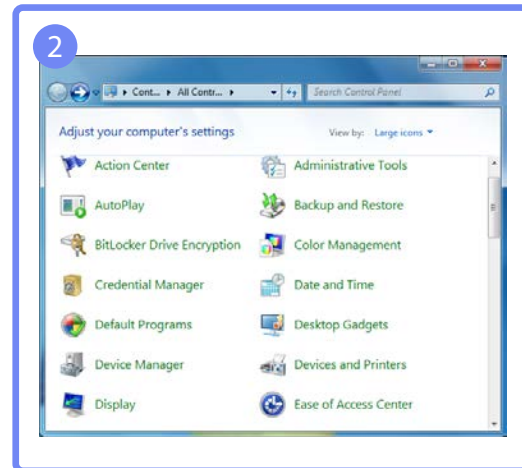 2
Cont... All Contr...
Search Control Panel
Adjust your computer's settings
View by: Large icons
Action Center
Administrative Tools
AutoPlay
Backup and Restore
BitLocker Drive Encryption
Color Management
Credential Manager
Date and Time
Default Programs
Desktop Gadgets
Device Manager
Devices and Printers
Display
Ease of Access Center